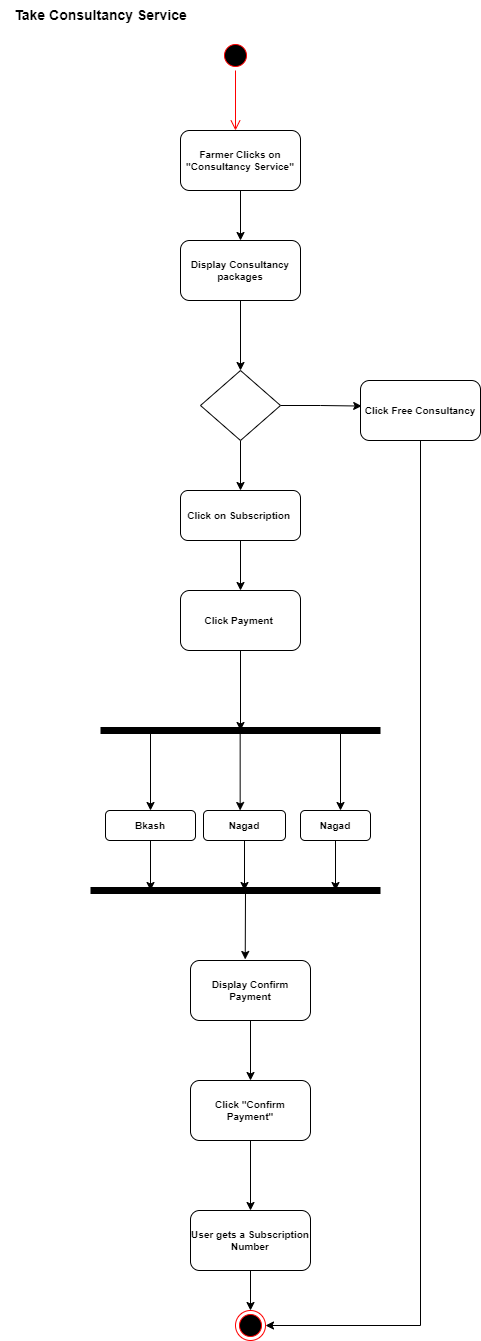 Take Consultancy Service
Farmer Clicks on
"Consultancy Service"
Display Consultancy
packages
Click Free Consultancy
Click on Subscription
Click Payment
Bkash
Nagad
Nagad
Display Confirm
Payment
Click "Confirm
Payment"
User gets a Subscription
Number